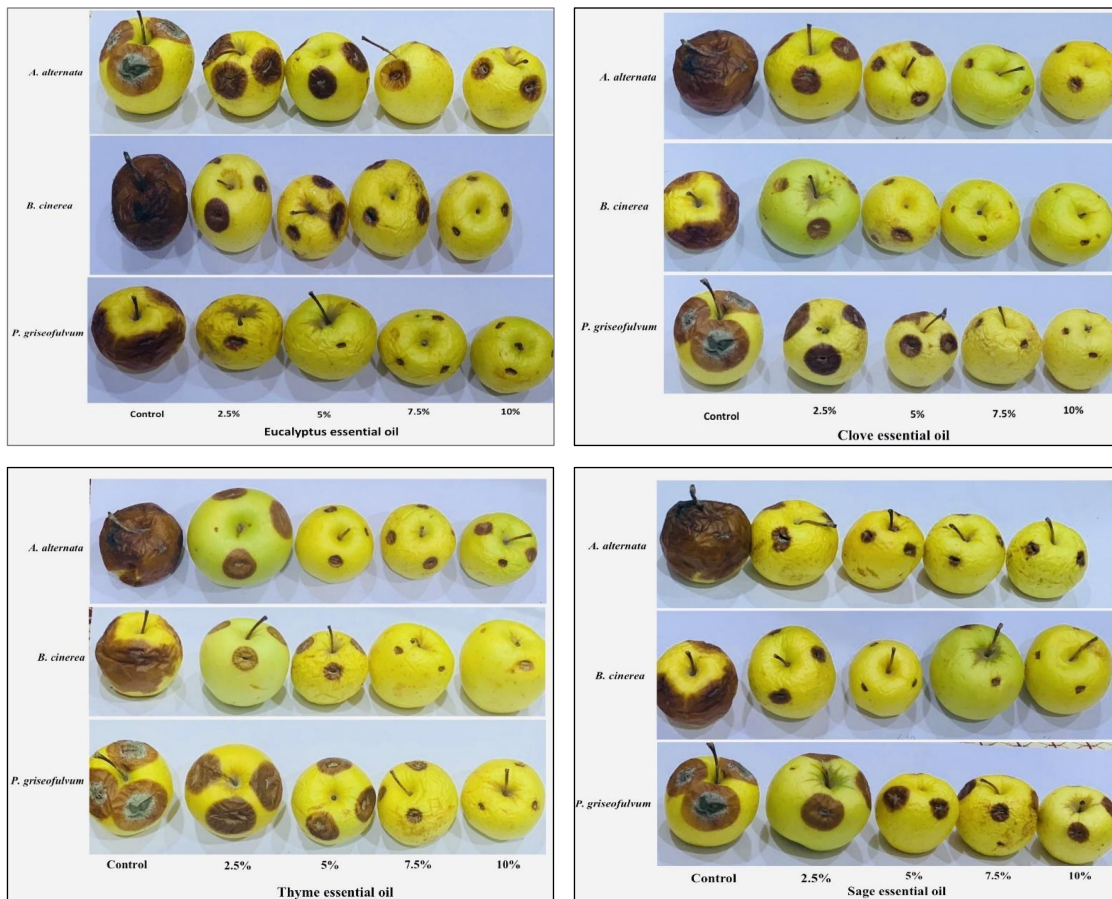 A. alternata
B. cinerea
P. griseofulvum
Control 2.5% 5% 7.5% 10%
Eucalyptus essential oil
A. alternata
B. cinerea
P. griseofulvum
Control 2.5% 5% 7.5% 10%
Clove essential oil
A. alternata
B. cinerea
P. griseofulvum
Control 2.5% 5% 7.5% 10%
Thyme essential oil
A. alternata
B. cinerea
P. griseofulvum
Control 2.5% 5% 7.5% 10%
Sage essential oil